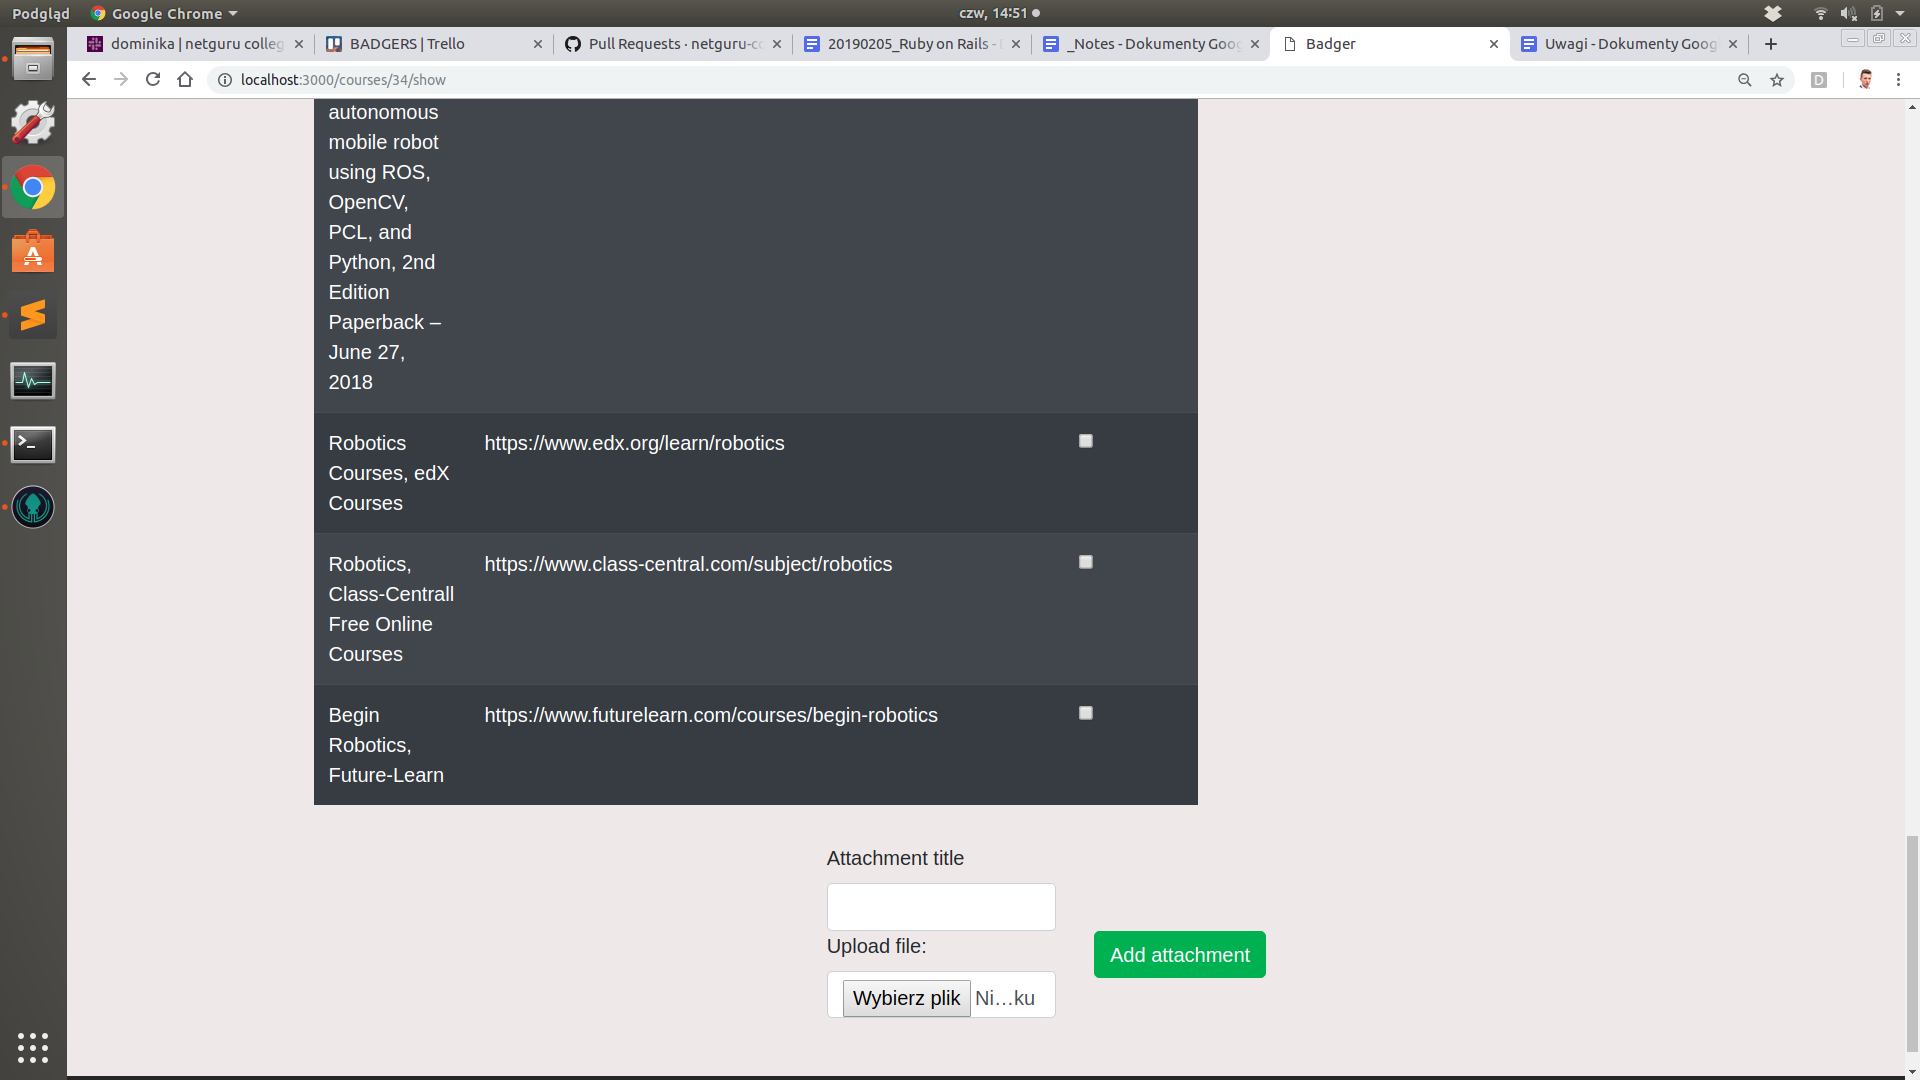 Podgląd Google Chrome czw, 14:51
dominika | netguru colleg BADGERS | Trello Pull Requests · netguru-co 20190205_Ruby on Rails - _Notes - Dokumenty Goog Badger Uwagi - Dokumenty Goog
localhost:3000/courses/34/show D
autonomous
mobile robot
using ROS,
OpenCV,
PCL, and
Python, 2nd
Edition
Paperback –
June 27,
2018
Robotics https://www.edx.org/learn/robotics
Courses, edX
Courses
Robotics, https://www.class-central.com/subject/robotics
Class-Centrall
Free Online
Courses
Begin https://www.futurelearn.com/courses/begin-robotics
Robotics,
Future-Learn
Attachment title
Upload file:
Add attachment
Wybierz plik Ni…ku